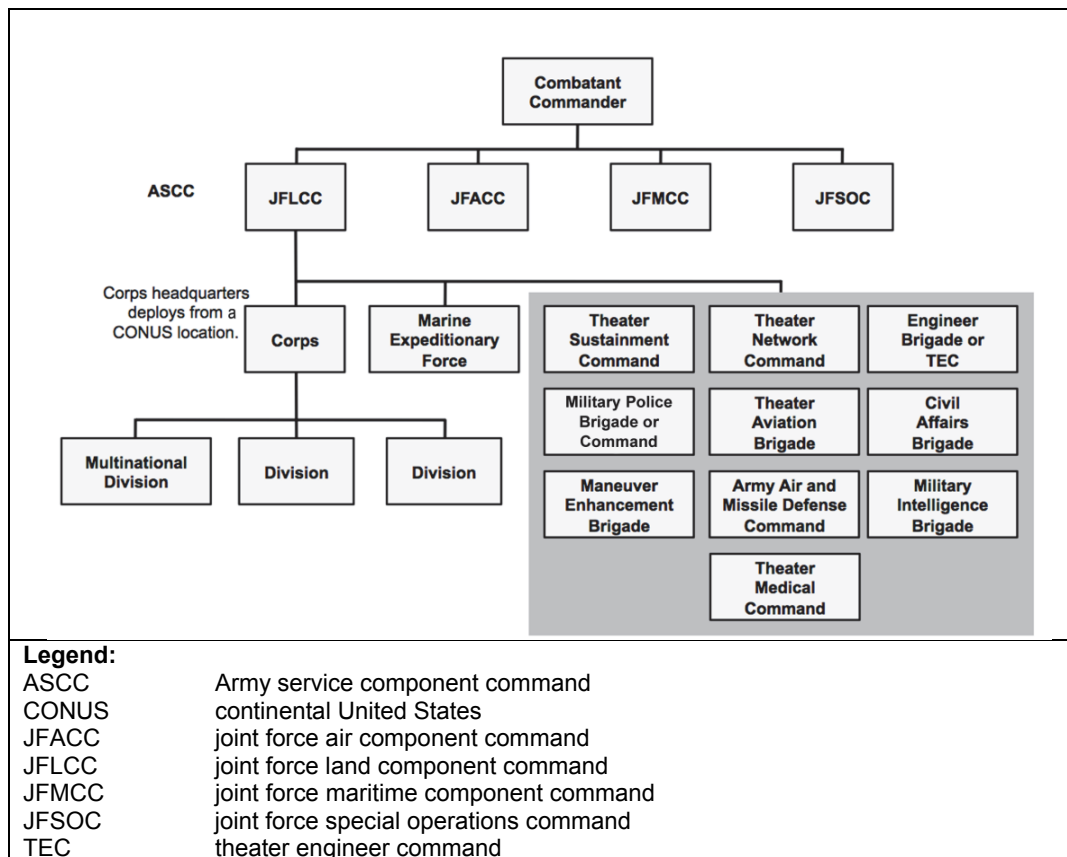 Combatant
Commander
ASCC
JFLCC
JFACC
JFMCC
JFSOC
Corps headquarters
deploys from a
CONUS location.
Corps
Marine
Expeditionary
Force
Theater
Sustainment
Command
Theater
Network
Command
Engineer
Brigade or
TEC
Military Police
Brigade or
Command
Theater
Aviation
Brigade
Civil
Affairs
Brigade
Multinational
Division
Division
Division
Maneuver
Enhancement
Brigade
Army Air and
Missile Defense
Command
Military
Intelligence
Brigade
Theater
Medical
Command
Legend:
ASCC Army service component command
CONUS continental United States
JFACC joint force air component command
JFLCC joint force land component command
JFMCC joint force maritime component command
JFSOC joint force special operations command
TEC theater engineer command